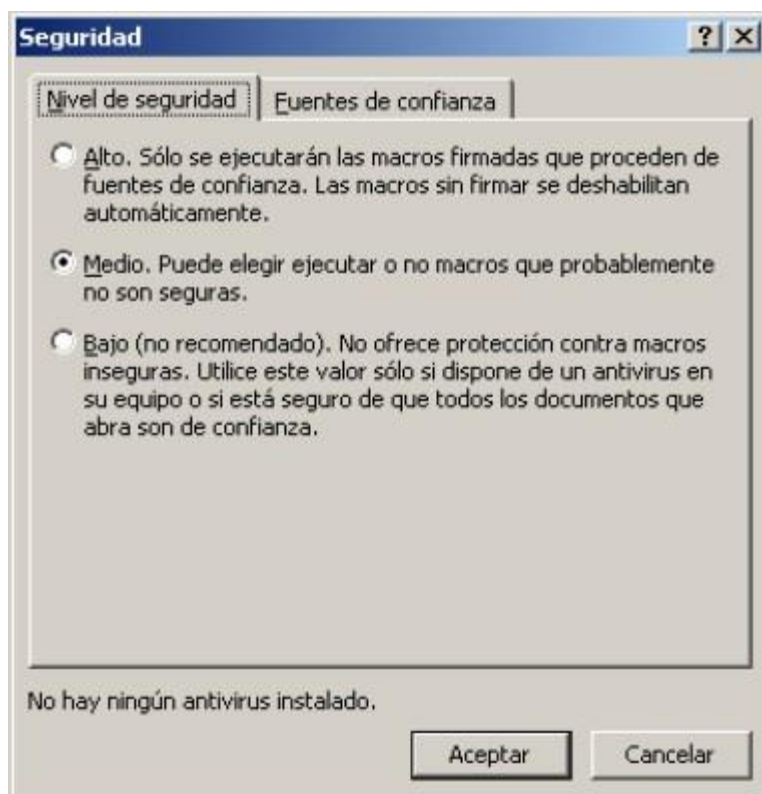 Seguridad
Nivel de seguridad
Fuentes de confianza
Alto. Sólo se ejecutarán las macros firmadas que proceden de
fuentes de confianza. Las macros sin firmar se deshabilitan
automáticamente.
Medio. Puede elegir ejecutar o no macros que probablemente
no son seguras.
Bajo (no recomendado). No ofrece protección contra macros
inseguras. Utilice este valor sólo si dispone de un antivirus en
su equipo o si está seguro de que todos los documentos que
abra son de confianza.
No hay ningún antivirus instalado.
Aceptar
Cancelar